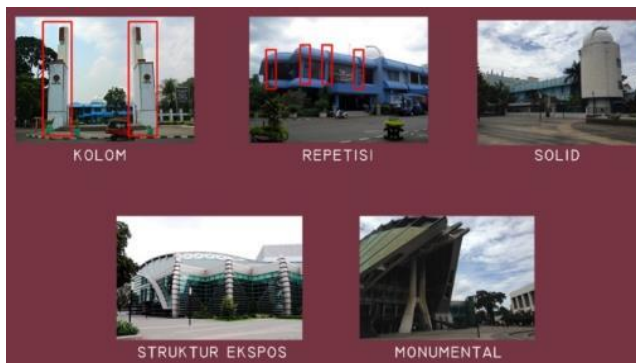 KOLOM
REPETISI
SOLID
STRUKTUR EKSPOS
MONUMENTAL